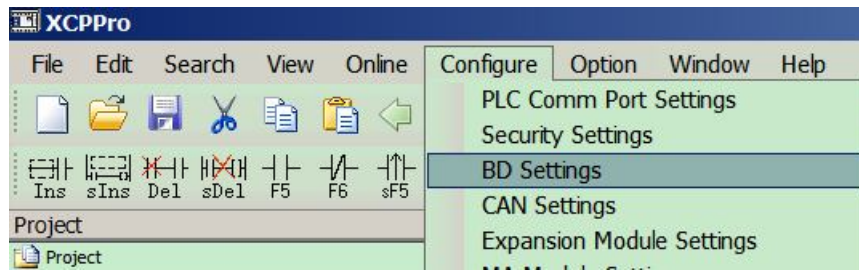 XCPPro
File Edit Search View Online Configure Option Window Help
PLC Comm Port Settings
Security Settings
Ins sIns Del sDel F5 F6 sF5
BD Settings
CAN Settings
Project
Expansion Module Settings
Project